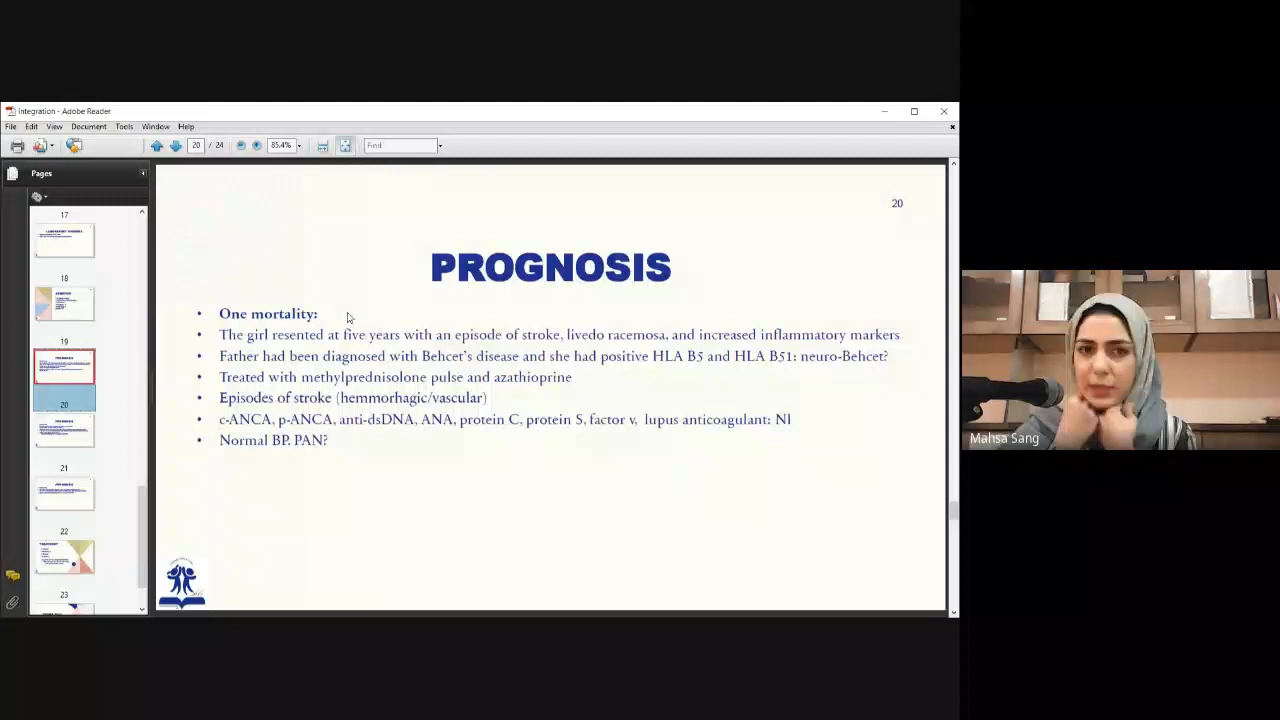 integration - Adobe Reader
File Edit View Document Tools Window Help
20 / 24 85.4% Find
Pages
17
18
19
20
21
22
23
20
PROGNOSIS
• One mortality:
• The girl resented at five years with an episode of stroke, livedo racemosa, and increased inflammatory markers
• Father had been diagnosed with Behcet's disease and she had positive HLA B5 and HLA B51: neuro-Behcet?
• Treated with methylprednisolone pulse and azathioprine
• Episodes of stroke (hemmorhagic/vascular)
• c-ANCA, p-ANCA, anti-dsDNA, ANA, protein C, protein S, factor v, lupus anticoagulant: Nl
• Normal BP. PAN?
Mahsa Sang